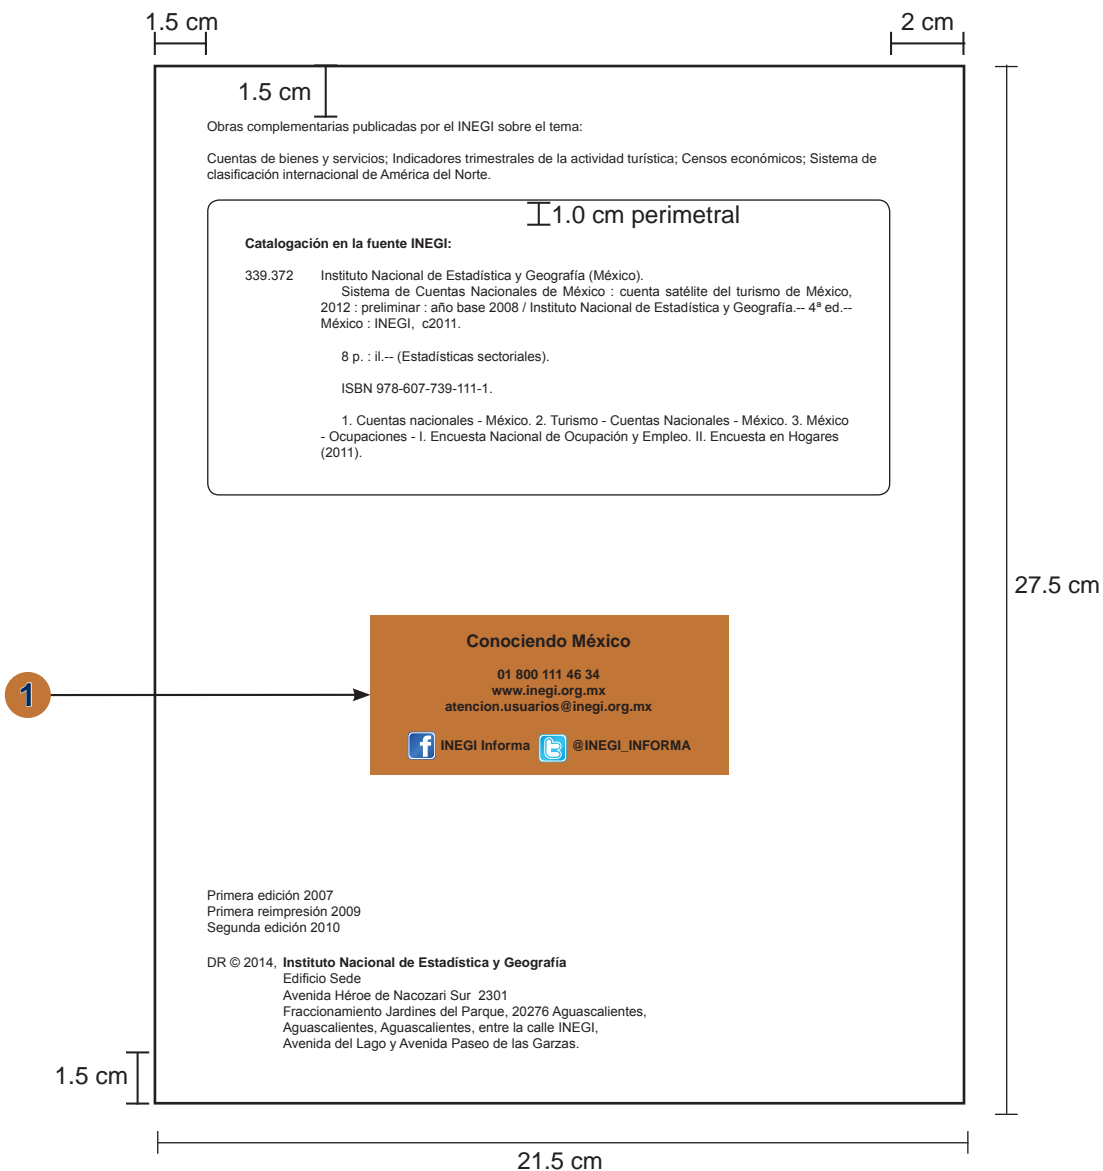 1.5 cm
2 cm
1.5 cm
Obras complementarias publicadas por el INEGI sobre el tema:
Cuentas de bienes y servicios; Indicadores trimestrales de la actividad turística; Censos económicos; Sistema de
clasificación internacional de América del Norte.
1.0 cm perimetral
Catalogación en la fuente INEGI:
339.372 Instituto Nacional de Estadística y Geografía (México).
Sistema de Cuentas Nacionales de México : cuenta satélite del turismo de México,
2012 : preliminar : año base 2008 / Instituto Nacional de Estadística y Geografía.-- 4ª ed.--
México : INEGI, c2011.
8 p. : il.-- (Estadísticas sectoriales).
ISBN 978-607-739-111-1.
1. Cuentas nacionales - México. 2. Turismo - Cuentas Nacionales - México. 3. México
- Ocupaciones - I. Encuesta Nacional de Ocupación y Empleo. II. Encuesta en Hogares
(2011).
27.5 cm
Conociendo México
01 800 111 46 34
www.inegi.org.mx
atencion.usuarios@inegi.org.mx
1
INEGI Informa @INEGI_INFORMA
Primera edición 2007
Primera reimpresión 2009
Segunda edición 2010
DR © 2014, Instituto Nacional de Estadística y Geografía
Edificio Sede
Avenida Héroe de Nacozari Sur 2301
Fraccionamiento Jardines del Parque, 20276 Aguascalientes,
Aguascalientes, Aguascalientes, entre la calle INEGI,
Avenida del Lago y Avenida Paseo de las Garzas.
1.5 cm
21.5 cm